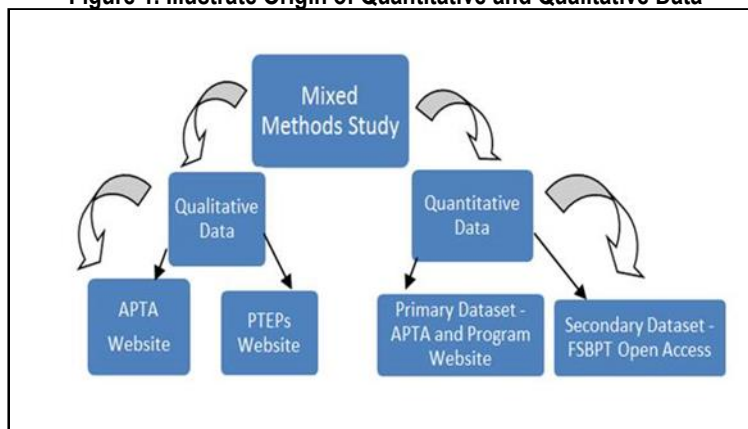 Figure 1. Illustrate Origin of Quantitative and Qualitative Data
Mixed
Methods Study
Qualitative
Data
Quantitative
Data
APTA
Website
PTEPs
Website
Primary Dataset -
APTA and Program
Website
Secondary Dataset -
FSBPT Open Access